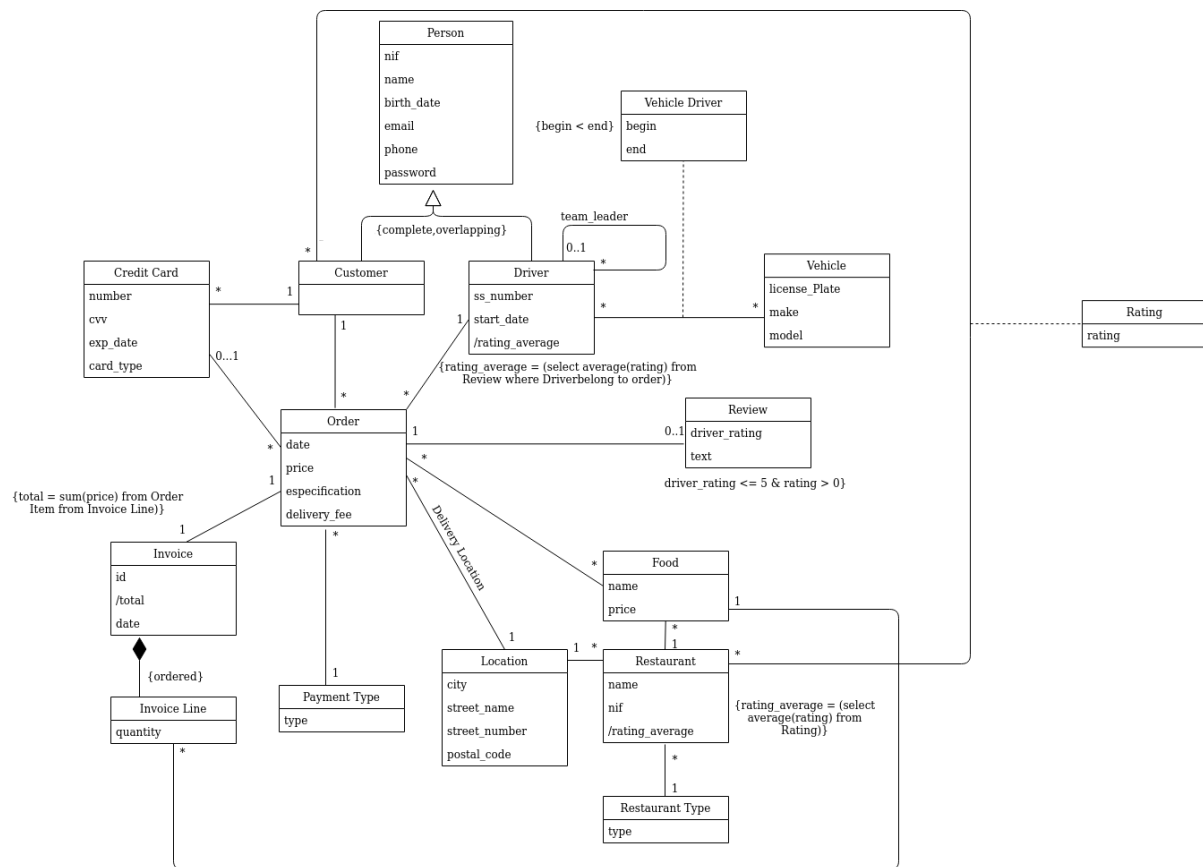 Person
nif
name
birth_date
email
phone
password
Vehicle Driver
begin
end
{begin < end}
{complete,overlapping}
team_leader
0..1
*
*
Credit Card
number
cvv
exp_date
card_type
*
1
Customer
Driver
ss_number
start_date
/rating_average
*
*
Vehicle
license_Plate
make
model
Rating
rating
0...1
1
1
{rating_average = (select average(rating) from
Review where Driverbelong to order)}
*
*
*
Order
date
price
especification
delivery_fee
1
0..1
Review
driver_rating
text
driver_rating <= 5 & rating > 0}
*
*
1
{total = sum(price) from Order
Item from Invoice Line)}
1
*
Delivery Location
Invoice
id
/total
date
*
Food
name
price
1
*
1
{ordered}
Invoice Line
quantity
*
1
Payment Type
type
1
Location
city
street_name
street_number
postal_code
1
*
Restaurant
name
nif
/rating_average
*
{rating_average = (select
average(rating) from
Rating)}
*
1
Restaurant Type
type